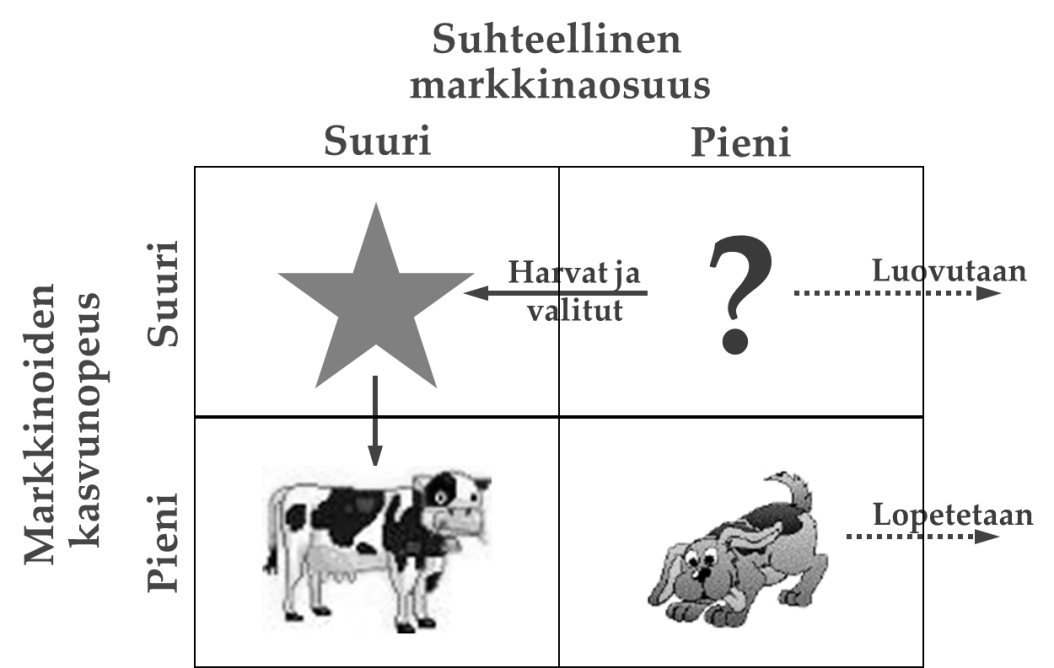 Suhteellinen
markkinaosuus
Suuri
Pieni
Markkinoiden
kasvunopeus
Suuri
Pieni
Harvat ja
valitut
?
Luovutaan
Lopetetaan